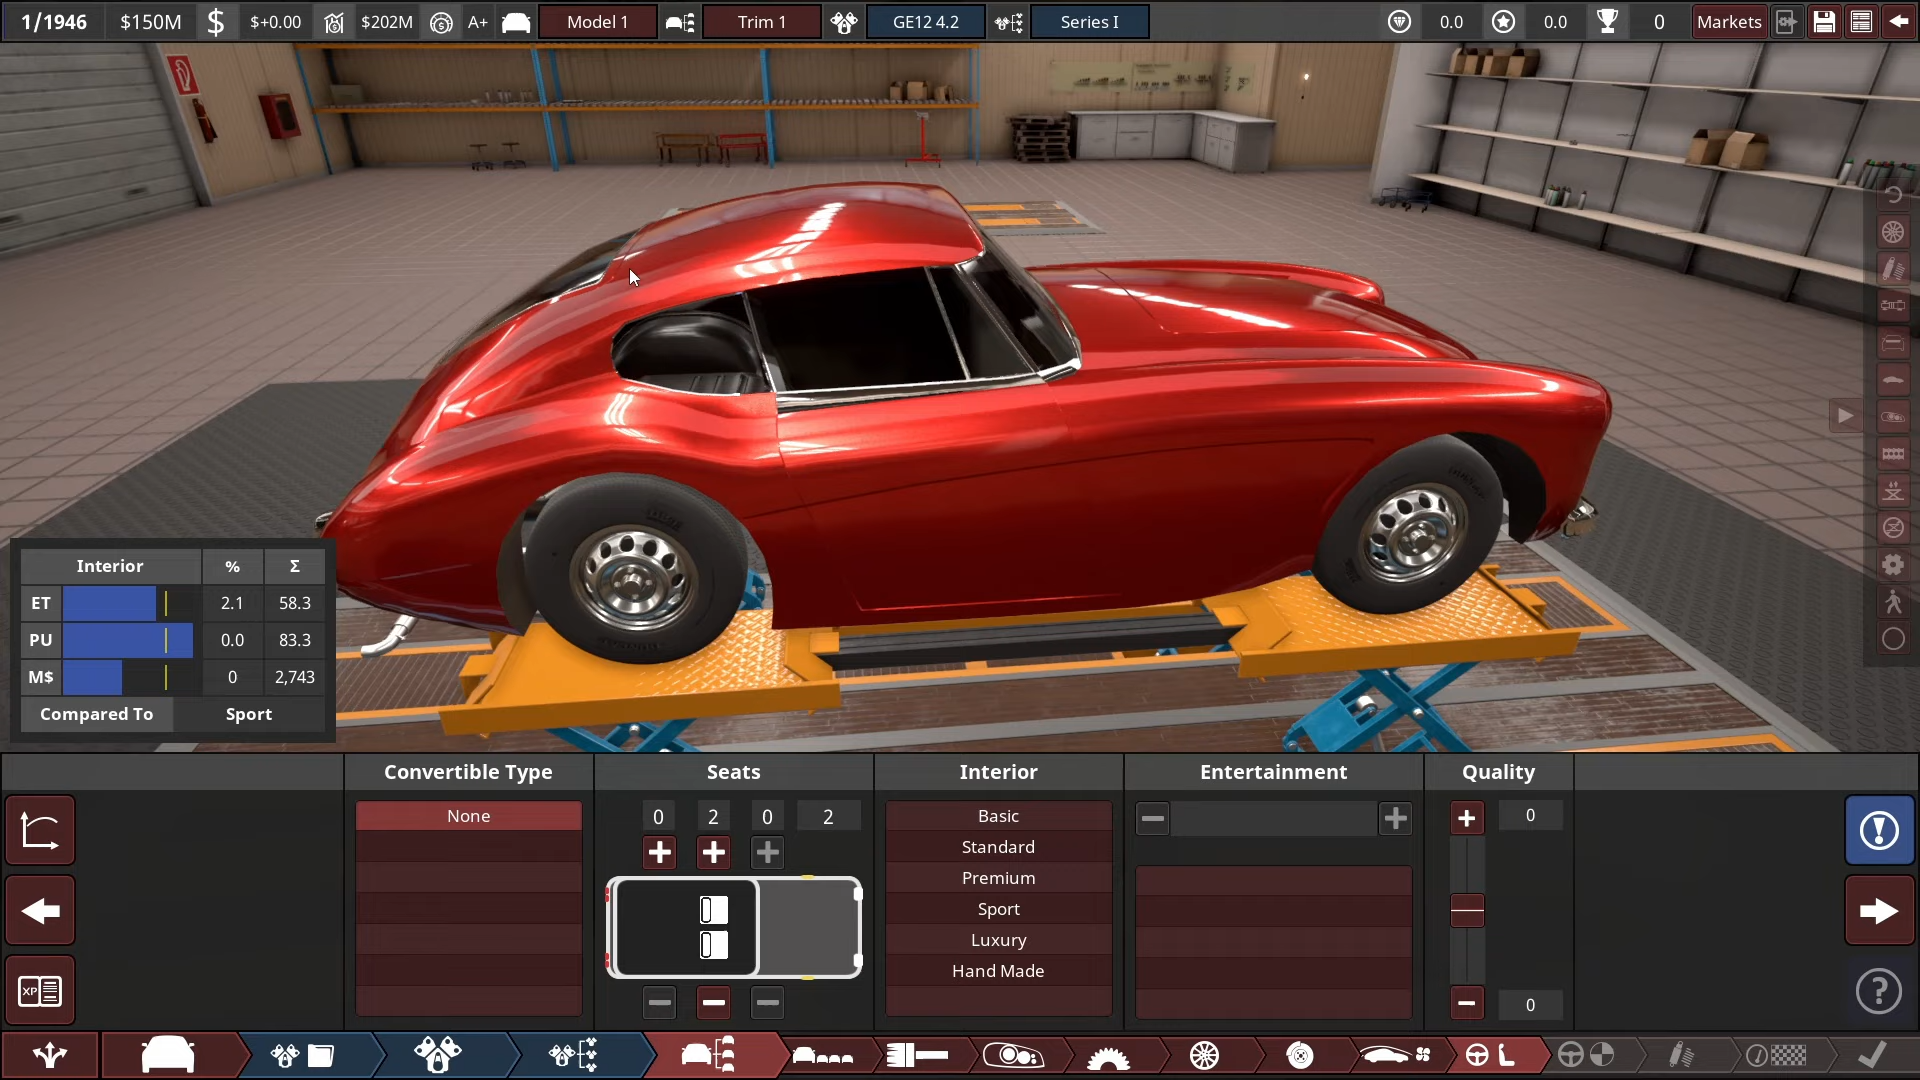 1/1946 $150M $+0.00 $202M A+ Model 1 Trim 1 GE12 4.2 Series I 0.0 0.0 0 Markets
Interior % Σ
ET 2.1 58.3
PU 0.0 83.3
M$ 0 2,743
Compared To Sport
Convertible Type Seats Interior Entertainment Quality
None 0 2 0 2 Basic 0
Standard
Premium
Sport
Luxury
Hand Made
XP 0